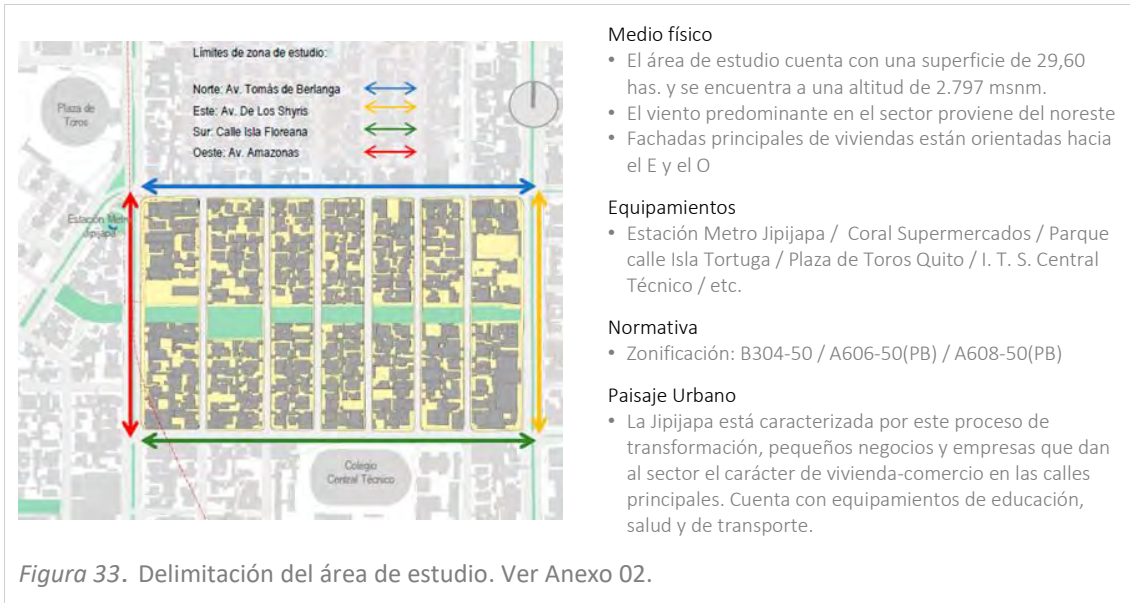 Límites de zona de estudio:
Norte: Av. Tomás de Berlanga
Este: Av. De Los Shyris
Sur: Calle Isla Floreana
Oeste: Av. Amazonas
Plaza de
Toros
Estación Metro
Jipijapa
Colegio
Central Técnico
Medio físico
• El área de estudio cuenta con una superficie de 29,60
has. y se encuentra a una altitud de 2.797 msnm.
• El viento predominante en el sector proviene del noreste
• Fachadas principales de viviendas están orientadas hacia
el E y el O
Equipamientos
• Estación Metro Jipijapa / Coral Supermercados / Parque
calle Isla Tortuga / Plaza de Toros Quito / I. T. S. Central
Técnico / etc.
Normativa
• Zonificación: B304-50 / A606-50(PB) / A608-50(PB)
Paisaje Urbano
• La Jipijapa está caracterizada por este proceso de
transformación, pequeños negocios y empresas que dan
al sector el carácter de vivienda-comercio en las calles
principales. Cuenta con equipamientos de educación,
salud y de transporte.
Figura 33. Delimitación del área de estudio. Ver Anexo 02.